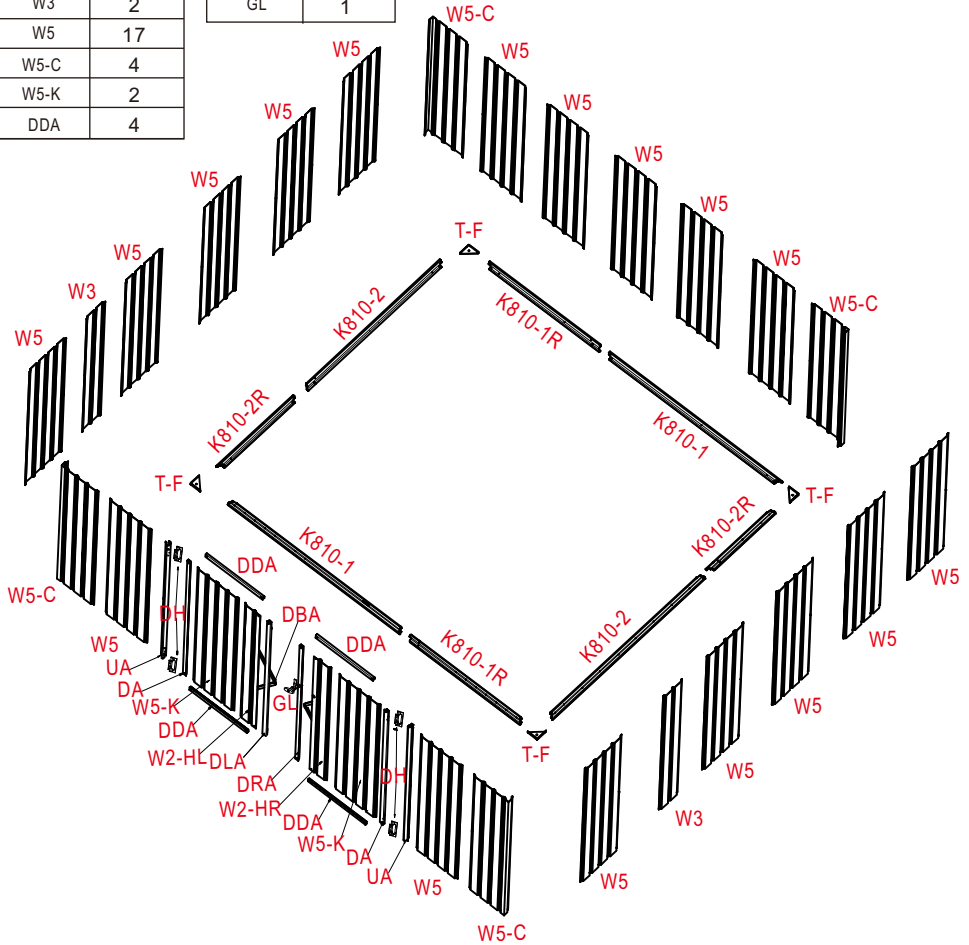 W3 2
W5 17
W5-C 4
W5-K 2
DDA 4
GL 1
W5-C
W5
W5
W5
W5
W5
W5
W5
T-F
W5
W5
K810-2
W3
K810-1R
W5-C
W5
K810-2R
K810-1
T-F
T-F
K810-2R
K810-1
DDA
W5
W5-C
DH
DBA
K810-2
W5
W5
DDA
K810-1R
UA
DA
GL
W5-K
W5
DDA
T-F
W2-HL
DLA
W5
DRA
DH
W2-HR
W3
DDA
W5-K
DA
UA
W5
W5
W5-C